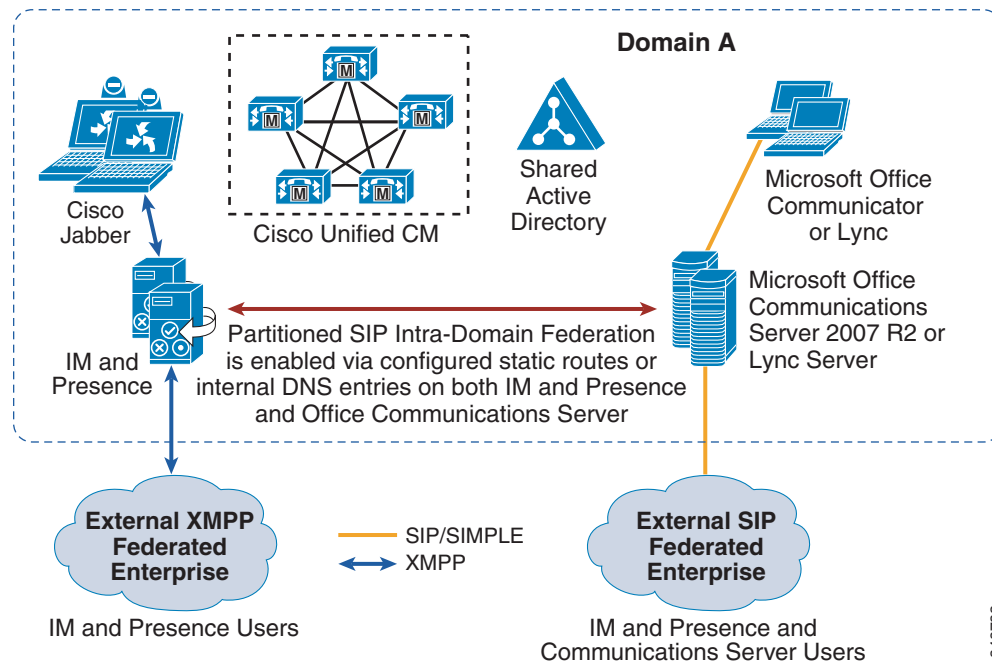 Domain A
M
M
M
M
M
Cisco
Jabber
Cisco Unified CM
Shared
Active
Directory
Microsoft Office
Communicator
or Lync
IM and
Presence
Partitioned SIP Intra-Domain Federation
is enabled via configured static routes or
internal DNS entries on both IM and Presence
and Office Communications Server
Microsoft Office
Communications
Server 2007 R2 or
Lync Server
External XMPP
Federated
Enterprise
IM and Presence Users
SIP/SIMPLE
XMPP
External SIP
Federated
Enterprise
IM and Presence and
Communications Server Users